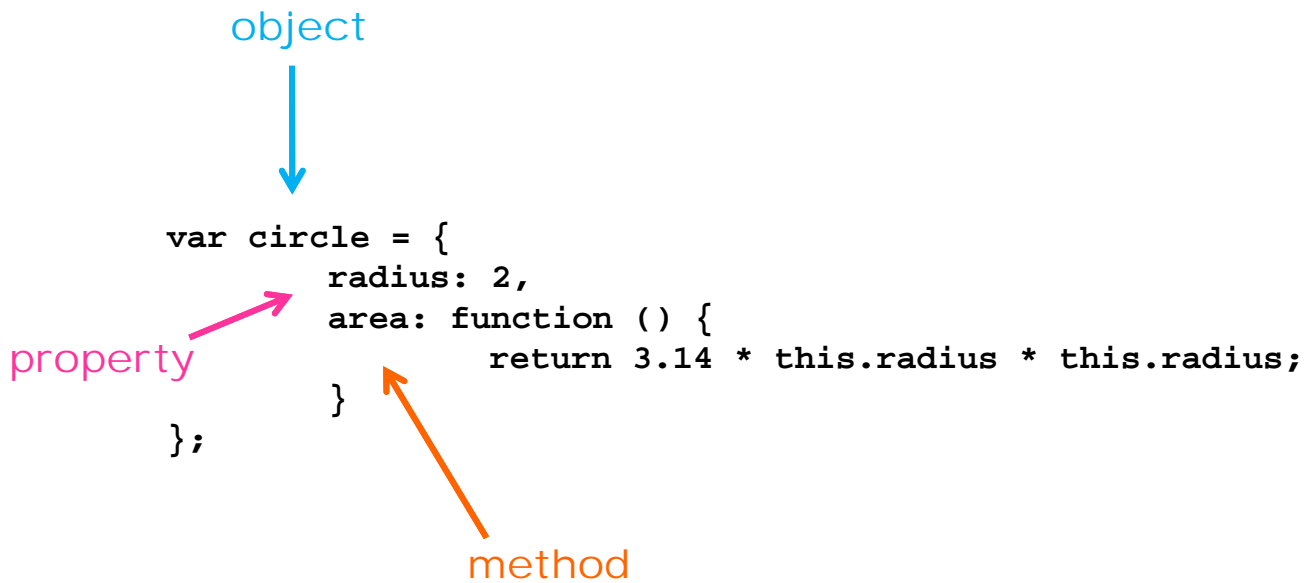 object
var circle = {
radius: 2,
area: function () {
property
return 3.14 * this.radius * this.radius;
}
};
method